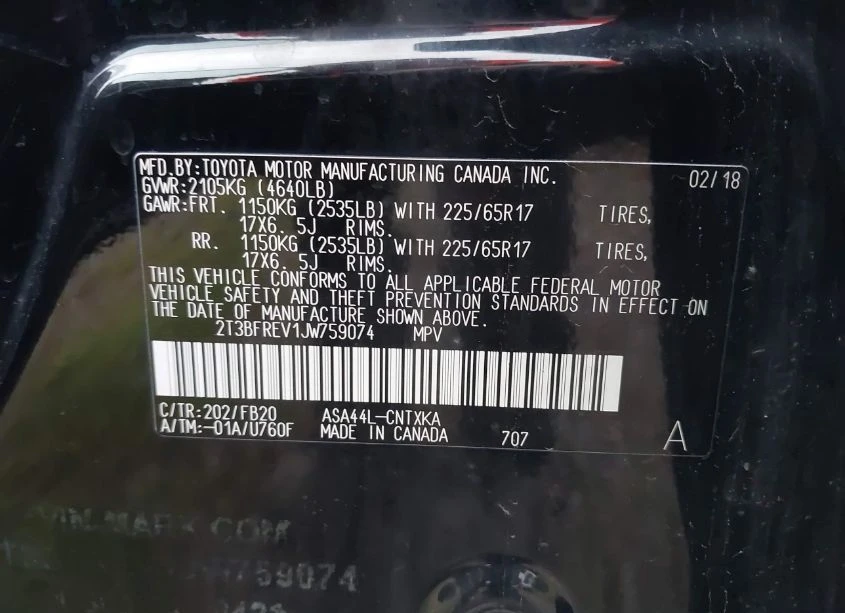 MFD.BY:TOYOTA MOTOR MANUFACTURING CANADA INC. 02/18
GVWR:2105KG (4640LB)
GAWR:FRT. 1150KG (2535LB) WITH 225/65R17 TIRES,
17X6. 5J RIMS.
RR. 1150KG (2535LB) WITH 225/65R17 TIRES,
17X6. 5J RIMS.
THIS VEHICLE CONFORMS TO ALL APPLICABLE FEDERAL MOTOR
VEHICLE SAFETY AND THEFT PREVENTION STANDARDS IN EFFECT ON
THE DATE OF MANUFACTURE SHOWN ABOVE.
2T3BFREV1JW759074 MPV
C/TR:202/FB20 ASA44L-CNTXKA
A/TM:-01A/U760F MADE IN CANADA 707 A
COM
759074